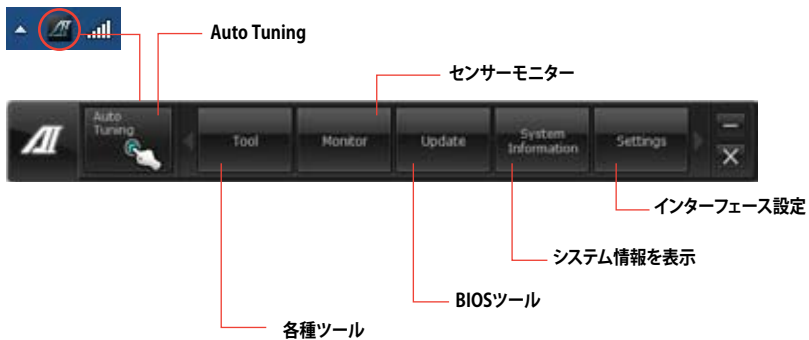 Auto Tuning
センサーモニター
Auto
Tuning
Tool
Monitor
Update
System
Information
Settings
インターフェース設定
システム情報を表示
BIOSツール
各種ツール